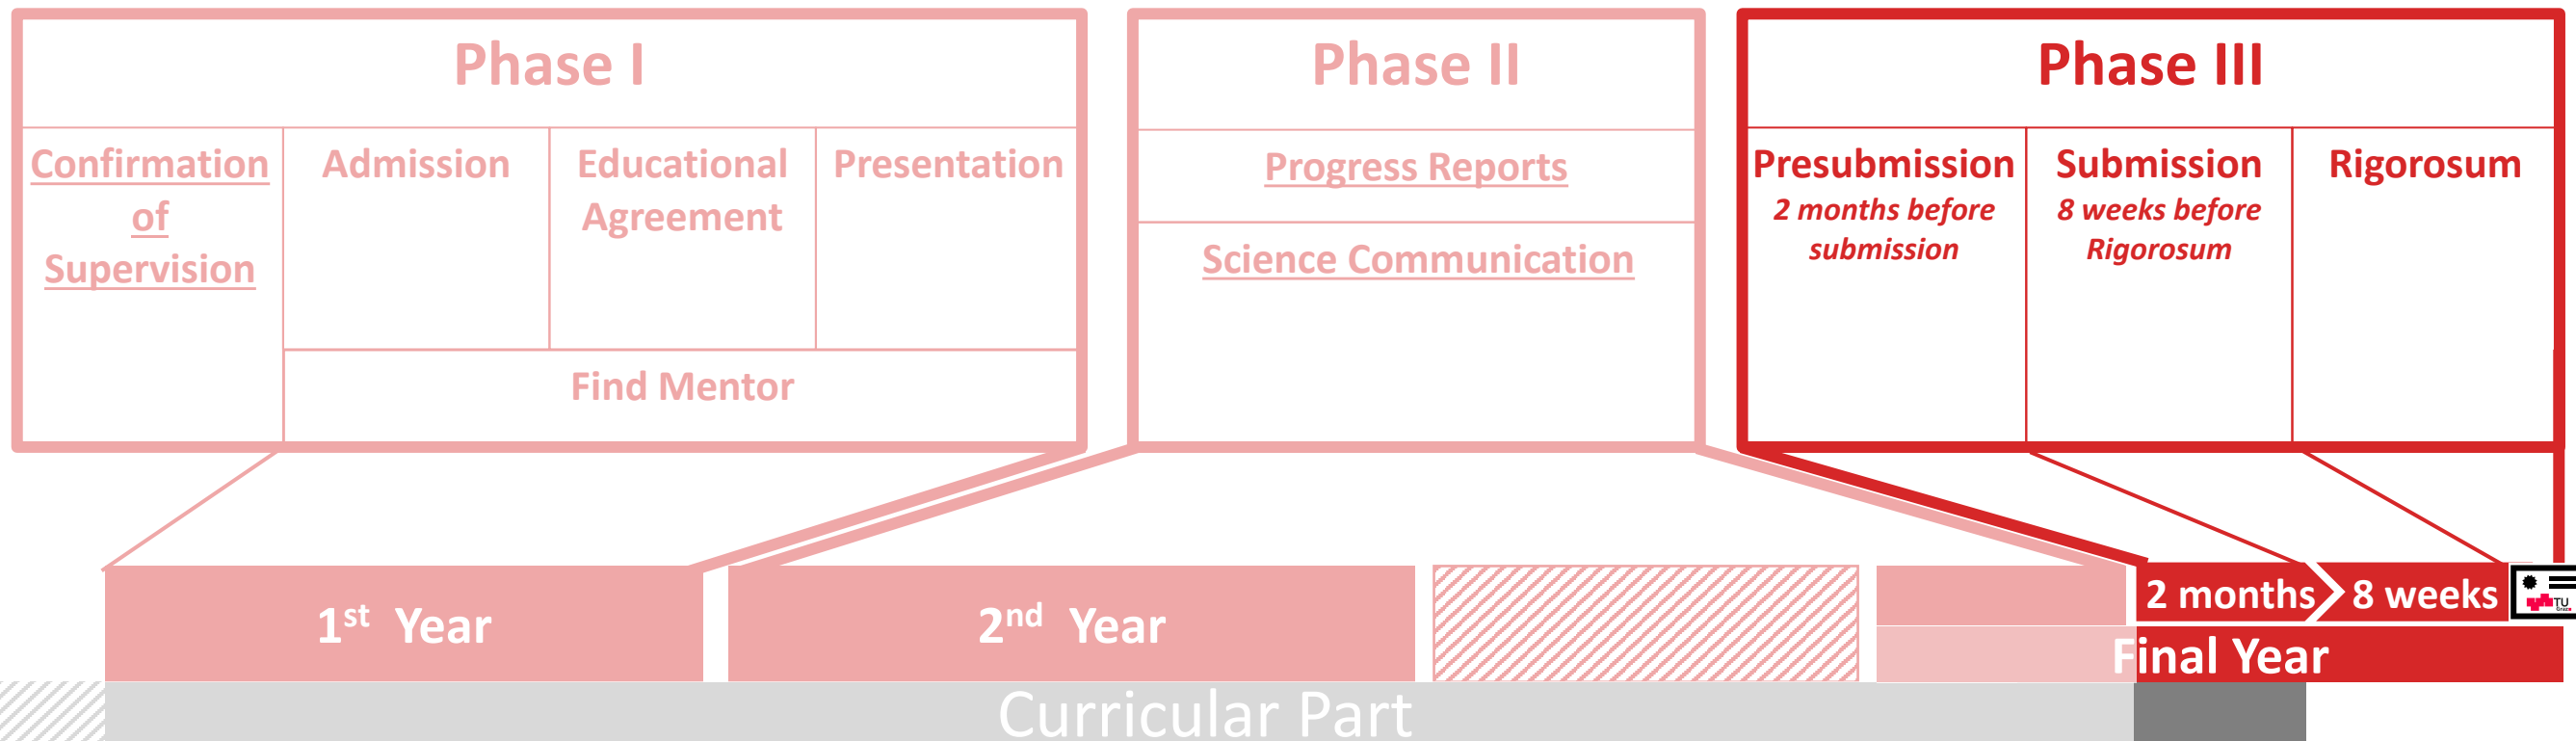 Phase I
Confirmation
of
Supervision
Admission
Educational
Agreement
Presentation
Find Mentor
Phase II
Progress Reports
Science Communication
Phase III
Presubmission
2 months before
submission
Submission
8 weeks before
Rigorosum
Rigorosum
1st Year
2nd Year
2 months
8 weeks
TU
Graz
Final Year
Curricular Part